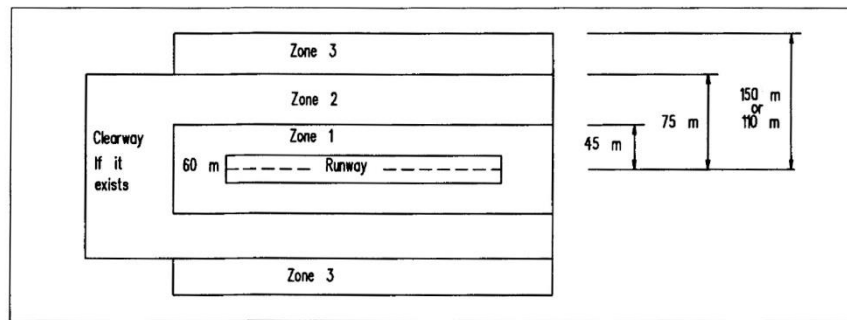 Zone 3
Zone 2
Zone 1
Clearway
If it
exists
60 m
Runway
45 m
75 m
150 m
or
110 m
Zone 3